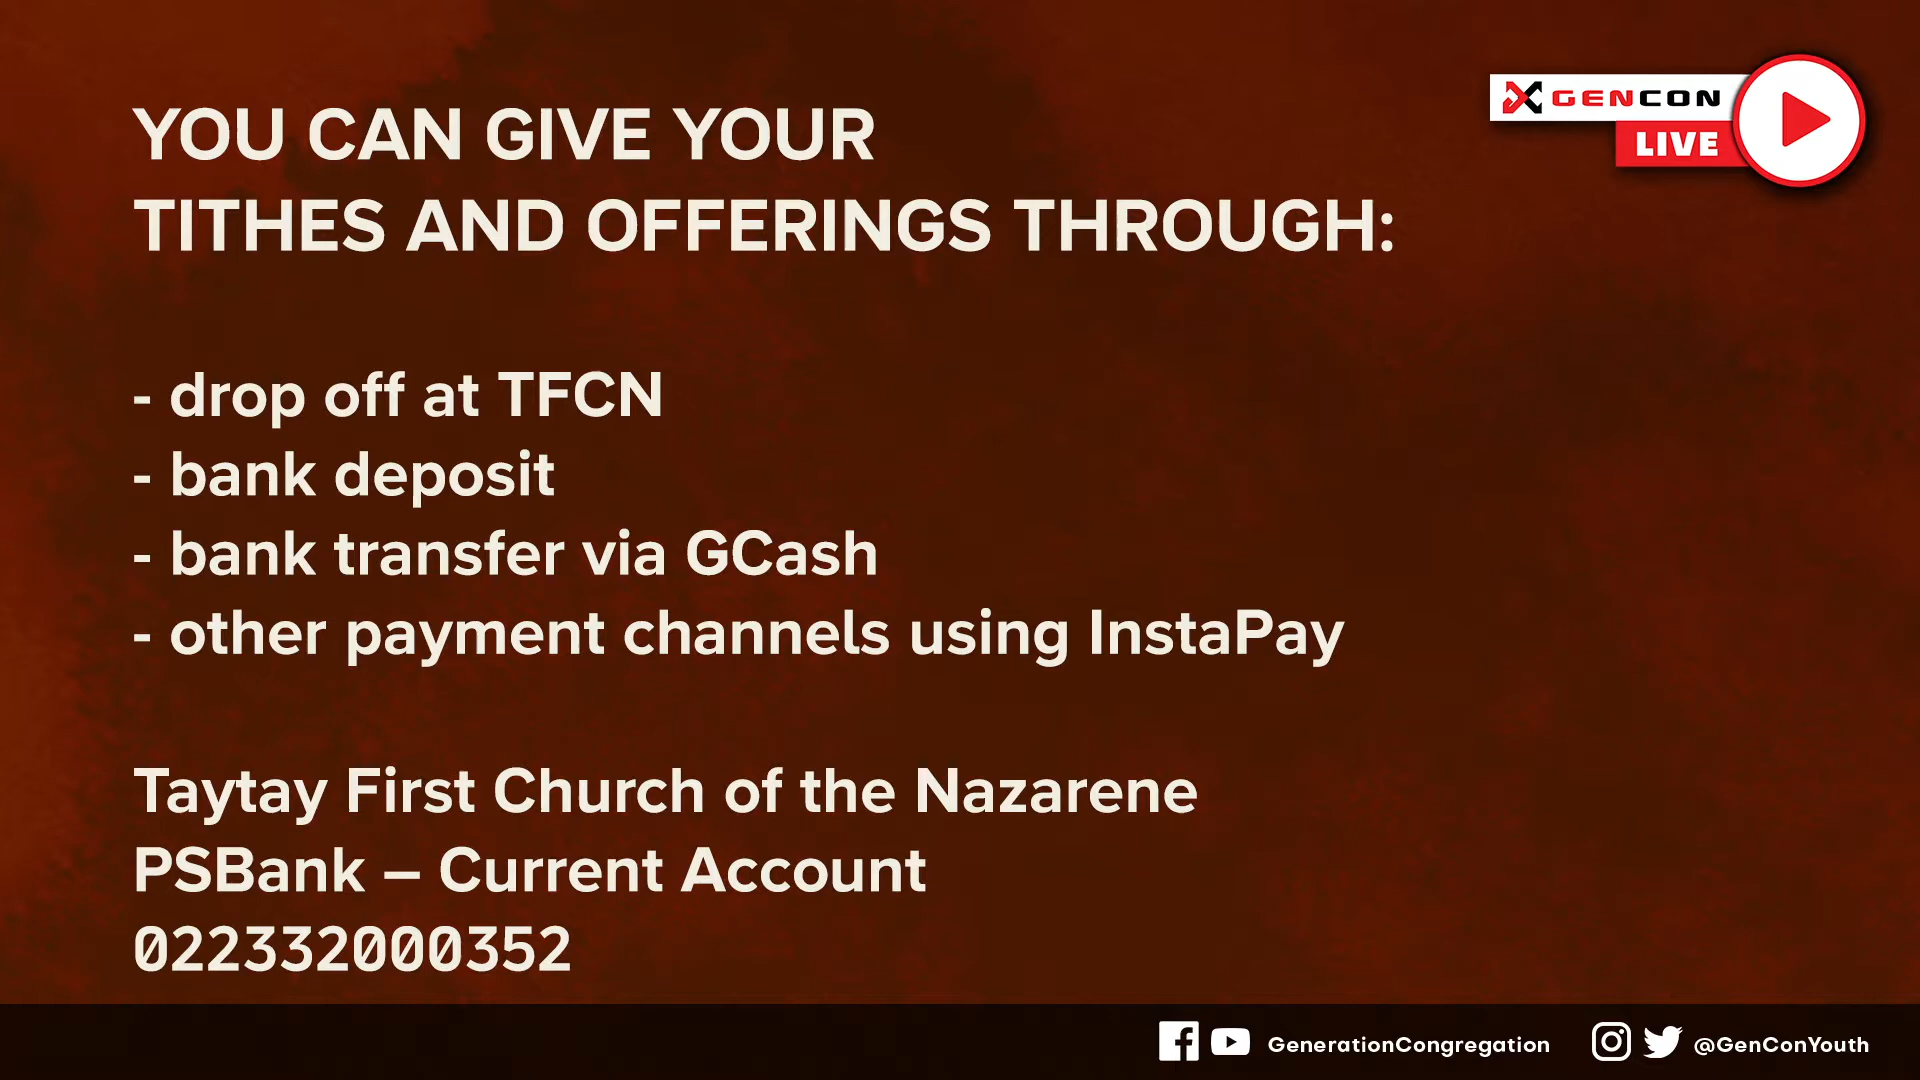 YOU CAN GIVE YOUR
TITHES AND OFFERINGS THROUGH:
GENCON
LIVE
- drop off at TFCN
- bank deposit
- bank transfer via GCash
- other payment channels using InstaPay
Taytay First Church of the Nazarene
PSBank – Current Account
022332000352
GenerationCongregation
@GenConYouth